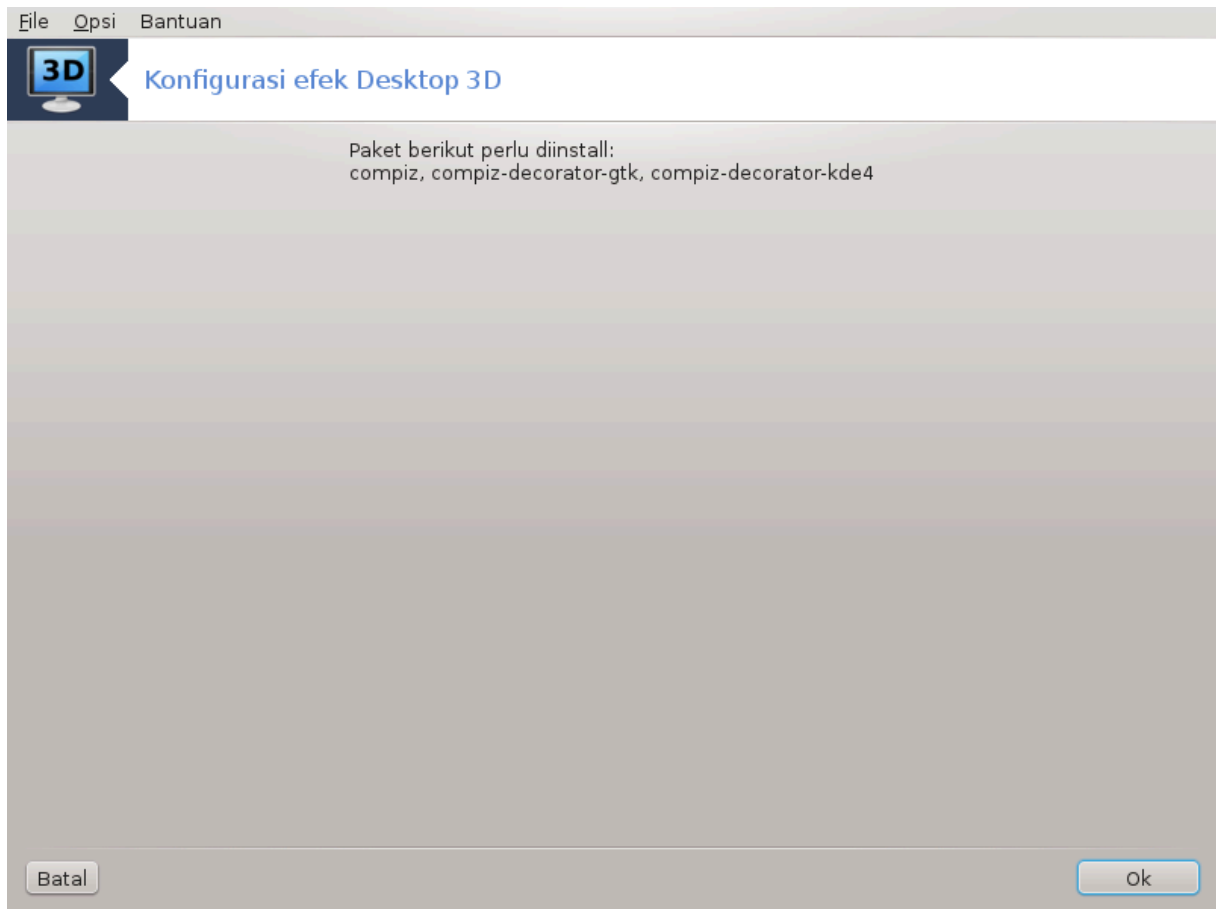 File Opsi Bantuan
3D
Konfigurasi efek Desktop 3D
Paket berikut perlu diinstall:
compiz, compiz-decorator-gtk, compiz-decorator-kde4
Batal
Ok